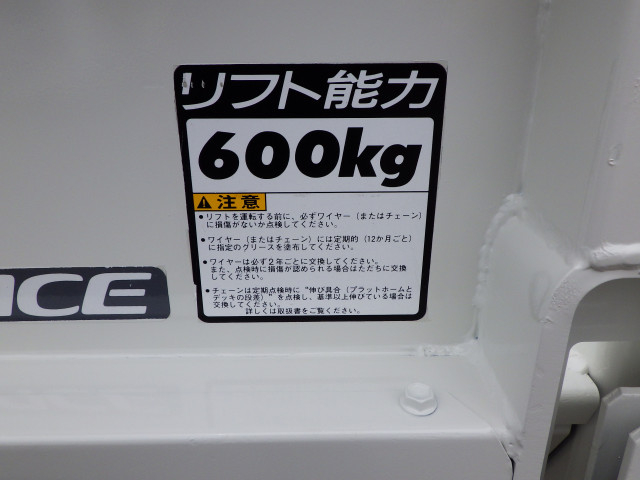 リフト能力
600kg
注意
●リフトを運転する前に、必ずワイヤー(またはチェーン)
に損傷がないか点検してください。
●ワイヤー(またはチェーン)には定期的(12か月ごと)
に指定のグリースを塗布してください。
●ワイヤーは必ず2年ごとに交換してください。
また、点検時に損傷が認められる場合はただちに交換
してください。
●チェーンは定期点検時に"伸び具合(プラットホームと
デッキの段差)"を点検し、基準以上伸びている場合は
交換してください。
詳しくは取扱書をご覧ください。
ICE